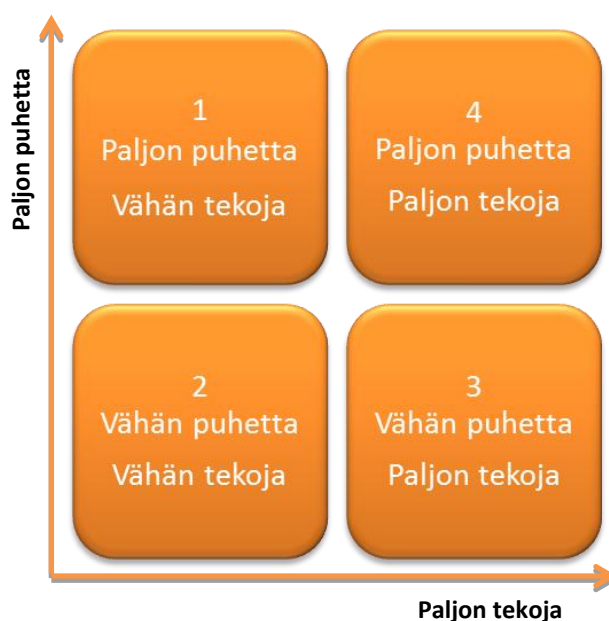 Paljon puhetta
1
Paljon puhetta
Vähän tekoja
4
Paljon puhetta
Paljon tekoja
2
Vähän puhetta
Vähän tekoja
3
Vähän puhetta
Paljon tekoja
Paljon tekoja